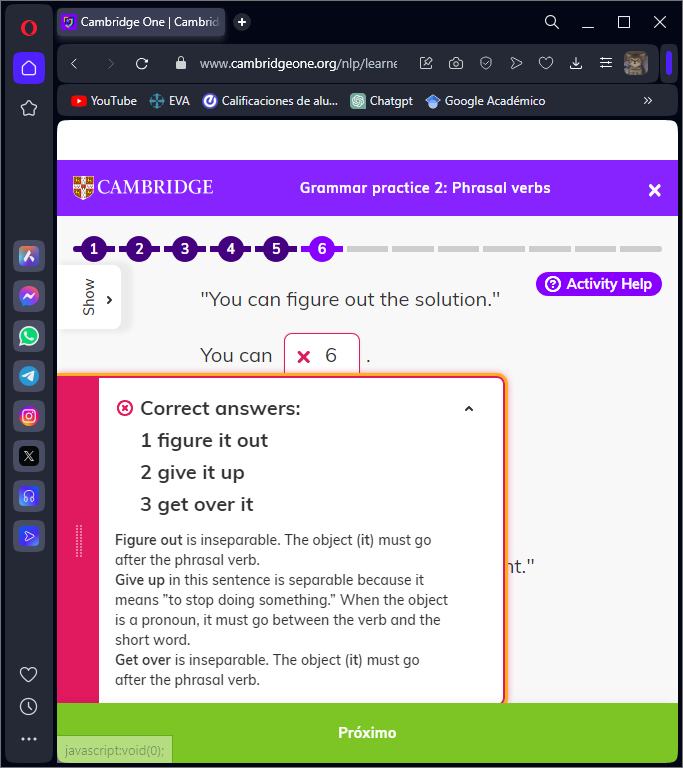 Cambridge One | Cambrid
www.cambridgeone.org/nlp/learne
YouTube
EVA
Calificaciones de alu...
Chatgpt
Google Académico
CAMBRIDGE
Grammar practice 2: Phrasal verbs
1 2 3 4 5 6
Activity Help
Show
"You can figure out the solution."
You can 6 .
Correct answers:
1 figure it out
2 give it up
3 get over it
Figure out is inseparable. The object (it) must go
after the phrasal verb.
Give up in this sentence is separable because it
means "to stop doing something." When the object
is a pronoun, it must go between the verb and the
short word.
Get over is inseparable. The object (it) must go
after the phrasal verb.
nt."
Próximo
javascript:void(0);